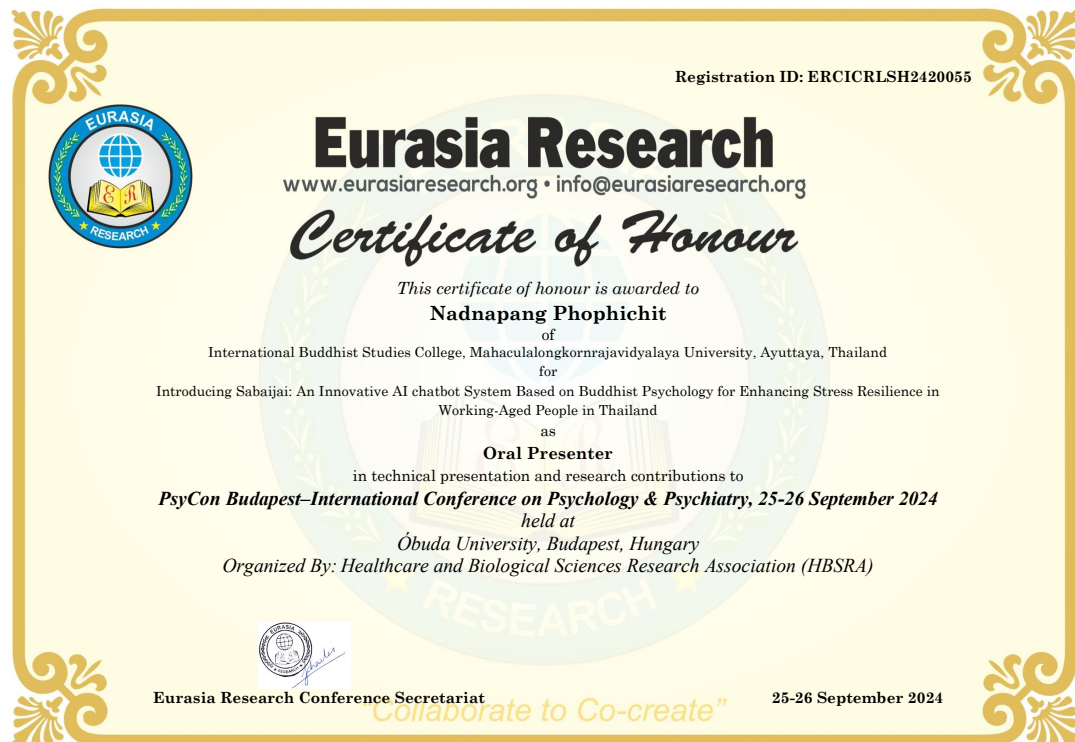 Registration ID: ERCICRLSH2420055
EURASIA
E R
RESEARCH
Eurasia Research
www.eurasiaresearch.org • info@eurasiaresearch.org
Certificate of Honour
This certificate of honour is awarded to
Nadnapang Phophichit
of
International Buddhist Studies College, Mahaculalongkornrajavidyalaya University, Ayuttaya, Thailand
for
Introducing Sabaijai: An Innovative AI chatbot System Based on Buddhist Psychology for Enhancing Stress Resilience in
Working-Aged People in Thailand
as
Oral Presenter
in technical presentation and research contributions to
PsyCon Budapest–International Conference on Psychology & Psychiatry, 25-26 September 2024
held at
Óbuda University, Budapest, Hungary
Organized By: Healthcare and Biological Sciences Research Association (HBSRA)
RESEARCH
EURASIA
RESEARCH
Eurasia Research Conference Secretariat
25-26 September 2024
"Collaborate to Co-create"